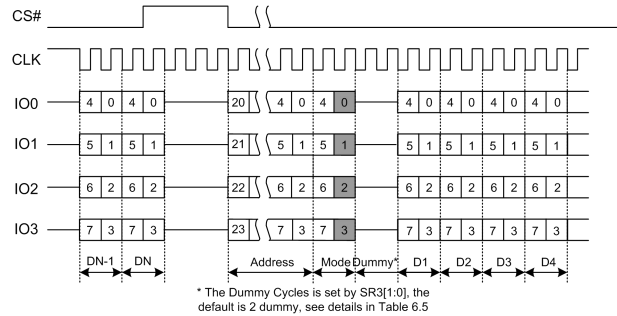 CS#
CLK
IO0 4 0 4 0 20 4 0 4 0 4 0 4 0 4 0 4 0
IO1 5 1 5 1 21 5 1 5 1 5 1 5 1 5 1 5 1
IO2 6 2 6 2 22 6 2 6 2 6 2 6 2 6 2 6 2
IO3 7 3 7 3 23 7 3 7 3 7 3 7 3 7 3 7 3
DN-1 DN Address Mode Dummy* D1 D2 D3 D4
* The Dummy Cycles is set by SR3[1:0], the
default is 2 dummy, see details in Table 6.5